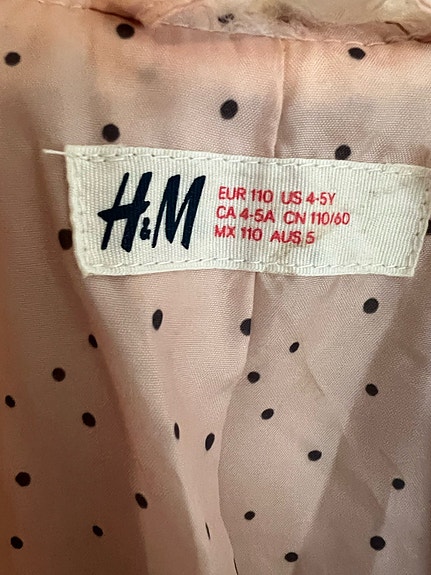 H&M
EUR 110 US 4-5Y
CA 4-5A CN 110/60
MX 110 AUS 5